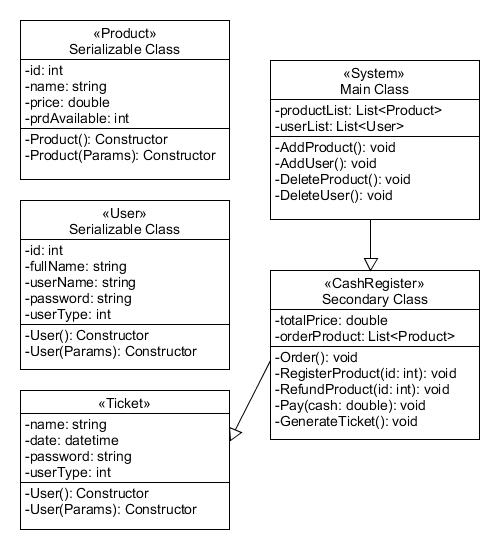 «Product»
Serializable Class
-id: int
-name: string
-price: double
-prdAvailable: int
-Product(): Constructor
-Product(Params): Constructor
«User»
Serializable Class
-id: int
-fullName: string
-userName: string
-password: string
-userType: int
-User(): Constructor
-User(Params): Constructor
«Ticket»
-name: string
-date: datetime
-password: string
-userType: int
-User(): Constructor
-User(Params): Constructor
«System»
Main Class
-productList: List<Product>
-userList: List<User>
-AddProduct(): void
-AddUser(): void
-DeleteProduct(): void
-DeleteUser(): void
«CashRegister»
Secondary Class
-totalPrice: double
-orderProduct: List<Product>
-Order(): void
-RegisterProduct(id: int): void
-RefundProduct(id: int): void
-Pay(cash: double): void
-GenerateTicket(): void